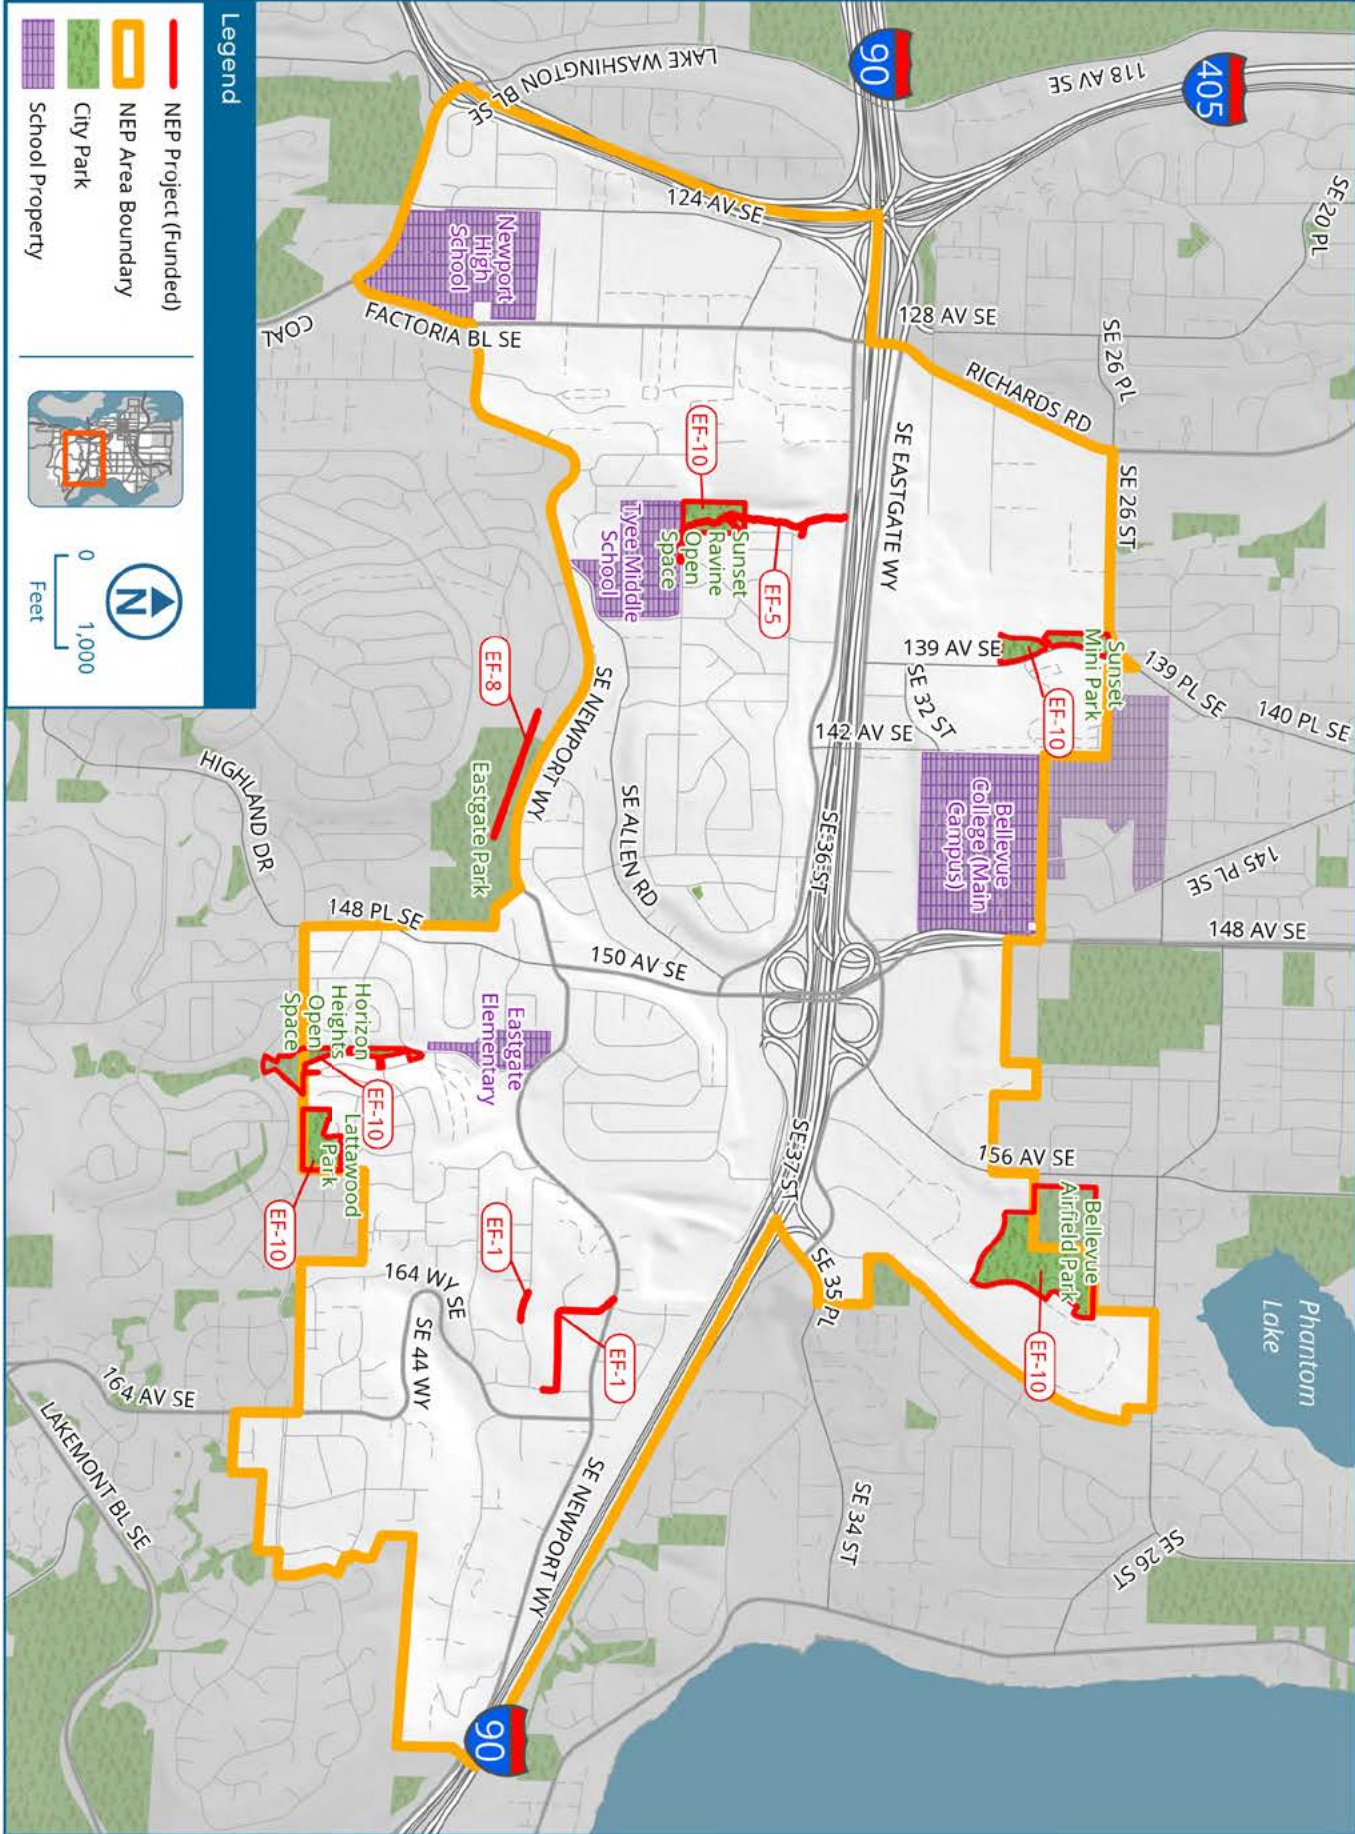 405
90
118 AV SE
LAKE WASHINGTON BL SE
SE 20 PL
SE 26 PL
128 AV SE
RICHARDS RD
124 AV SE
SE 26 ST
139 PL SE
140 PL SE
145 PL SE
148 AV SE
Sunset
Mini Park
EF-10
139 AV SE
SE 32 ST
142 AV SE
SE EASTGATE WY
Bellevue
College (Main
Campus)
SE 36 ST
Newport
High
School
FACTORIA BL SE
COAL
EF-10
EF-5
Sunset
Ravine
Open
Space
Tyee Middle
School
SE NEWPORT WY
SE ALLEN RD
EF-8
Eastgate Park
HIGHLAND DR
148 PL SE
150 AV SE
156 AV SE
Bellevue
Airfield Park
EF-10
Phantom
Lake
SE 37 ST
SE 35 PL
SE 34 ST
SE 26 ST
Eastgate
Elementary
Horizon
Heights
Open
Space
EF-10
Lattawood
Park
EF-10
EF-1
EF-1
164 WY SE
SE 44 WY
164 AV SE
LAKEMONT BL SE
SE NEWPORT WY
90
Legend
NEP Project (Funded)
NEP Area Boundary
City Park
School Property
N
0 1,000
Feet